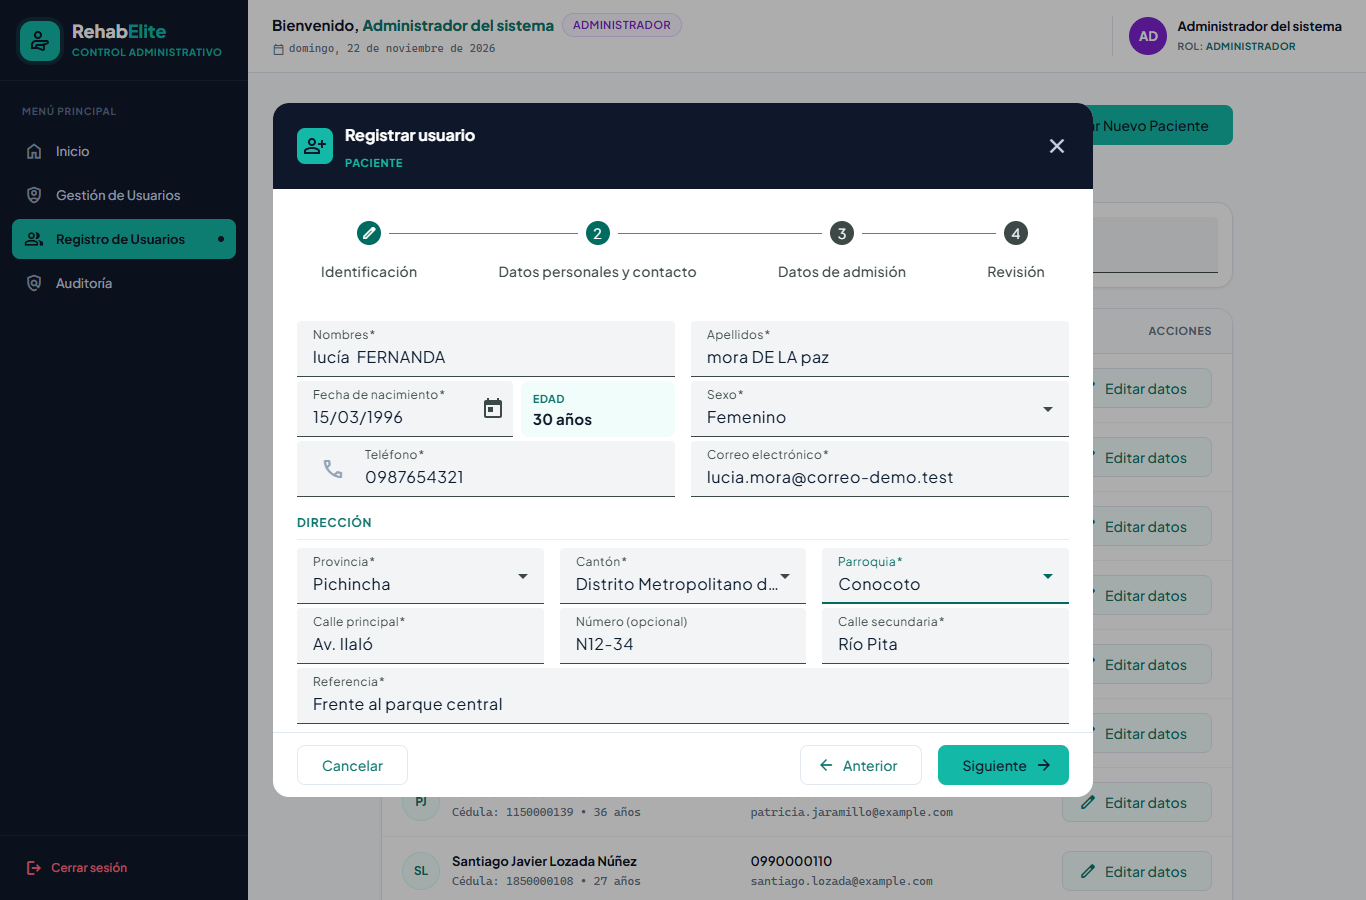 RehabElite
CONTROL ADMINISTRATIVO
MENÚ PRINCIPAL
Inicio
Gestión de Usuarios
Registro de Usuarios
Auditoría
Cerrar sesión
Bienvenido, Administrador del sistema ADMINISTRADOR
domingo, 22 de noviembre de 2026
AD
Administrador del sistema
ROL: ADMINISTRADOR
Nuevo Paciente
Registrar usuario
PACIENTE
2 3 4
Identificación Datos personales y contacto Datos de admisión Revisión
Nombres* Apellidos*
lucía  FERNANDA mora DE LA paz
Fecha de nacimiento* EDAD Sexo*
15/03/1996 30 años Femenino
Teléfono* Correo electrónico*
0987654321 lucia.mora@correo-demo.test
DIRECCIÓN
Provincia* Cantón* Parroquia*
Pichincha Distrito Metropolitano d... Conocoto
Calle principal* Número (opcional) Calle secundaria*
Av. Ilaló N12-34 Río Pita
Referencia*
Frente al parque central
Cancelar Anterior Siguiente
ACCIONES
Editar datos
Editar datos
Editar datos
Editar datos
Editar datos
Editar datos
PJ Editar datos
Cédula: 1150000139 • 36 años patricia.jaramillo@example.com
Santiago Javier Lozada Núñez 0990000110
SL Editar datos
Cédula: 1850000108 • 27 años santiago.lozada@example.com